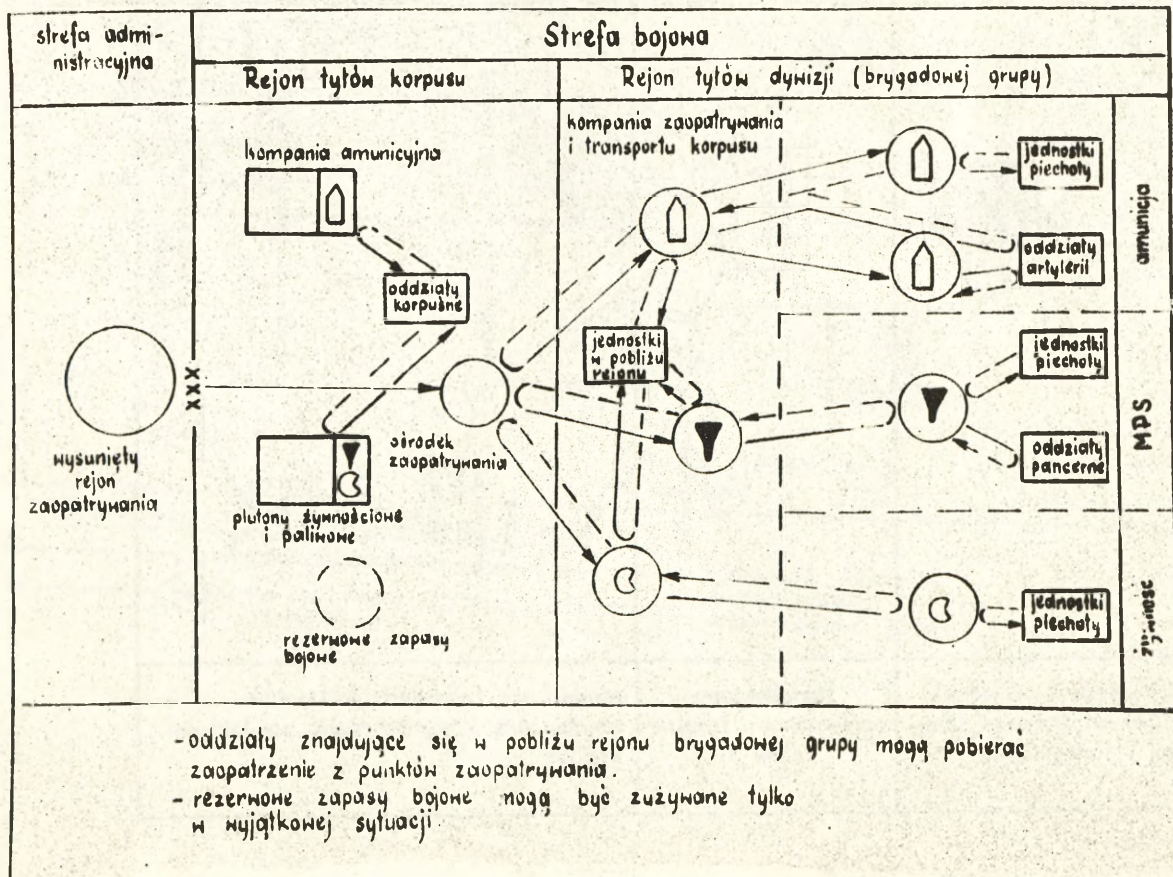 strefa admi-
nistracyjna
Strefa bojowa
Rejon tyłów korpusu
Rejon tyłów dywizji (brygadowej grupy)
kompania amunicyjna
oddziały
korpuśne
wysunięty
rejon
zaopatrywania
XXX
ośrodek
zaopatrywania
plutony żywnościowe
i paliwowe
rezerwowe zapasy
bojowe
kompania zaopatrywania
i transportu korpusu
jednostki
w pobliżu
rejonu
jednostki
piechoty
oddziały
artylerii
amunicja
jednostki
piechoty
oddziały
pancerne
MPS
jednostki
piechoty
żywność
- oddziały znajdujące się w pobliżu rejonu brygadowej grupy mogą pobierać
zaopatrzenie z punktów zaopatrywania.
- rezerwowe zapasy bojowe mogą być zużywane tylko
w wyjątkowej sytuacji.